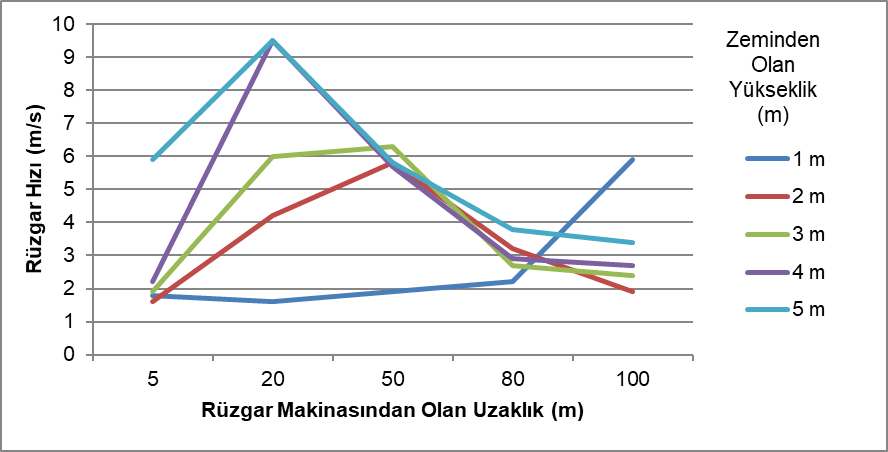 10
9
8
7
6
5
4
3
2
1
0
Rüzgar Hızı (m/s)
5 20 50 80 100
Rüzgar Makinasından Olan Uzaklık (m)
Zeminden
Olan
Yükseklik
(m)
1 m
2 m
3 m
4 m
5 m